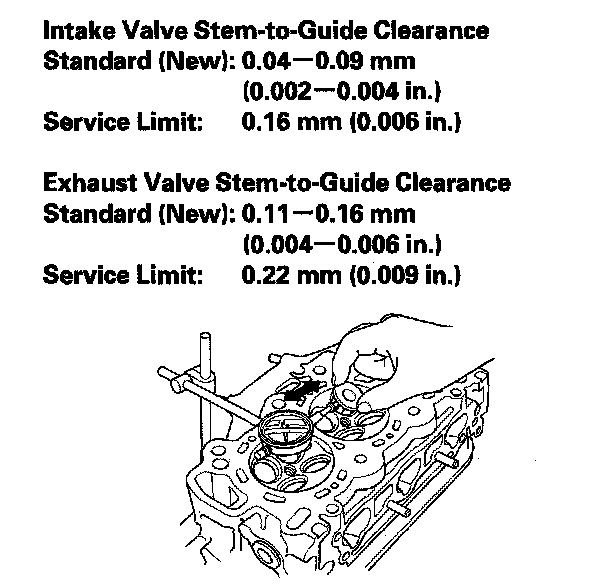 Intake Valve Stem-to-Guide Clearance
Standard (New): 0.04—0.09 mm
(0.002—0.004 in.)
Service Limit: 0.16 mm (0.006 in.)
Exhaust Valve Stem-to-Guide Clearance
Standard (New): 0.11—0.16 mm
(0.004—0.006 in.)
Service Limit: 0.22 mm (0.009 in.)